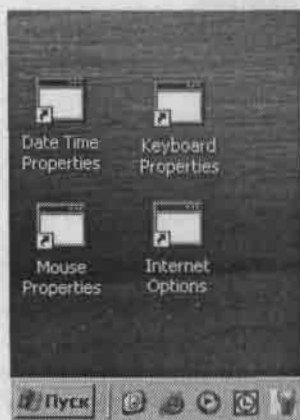 Date Time
Properties
Keyboard
Properties
Mouse
Properties
Internet
Options
Пуск